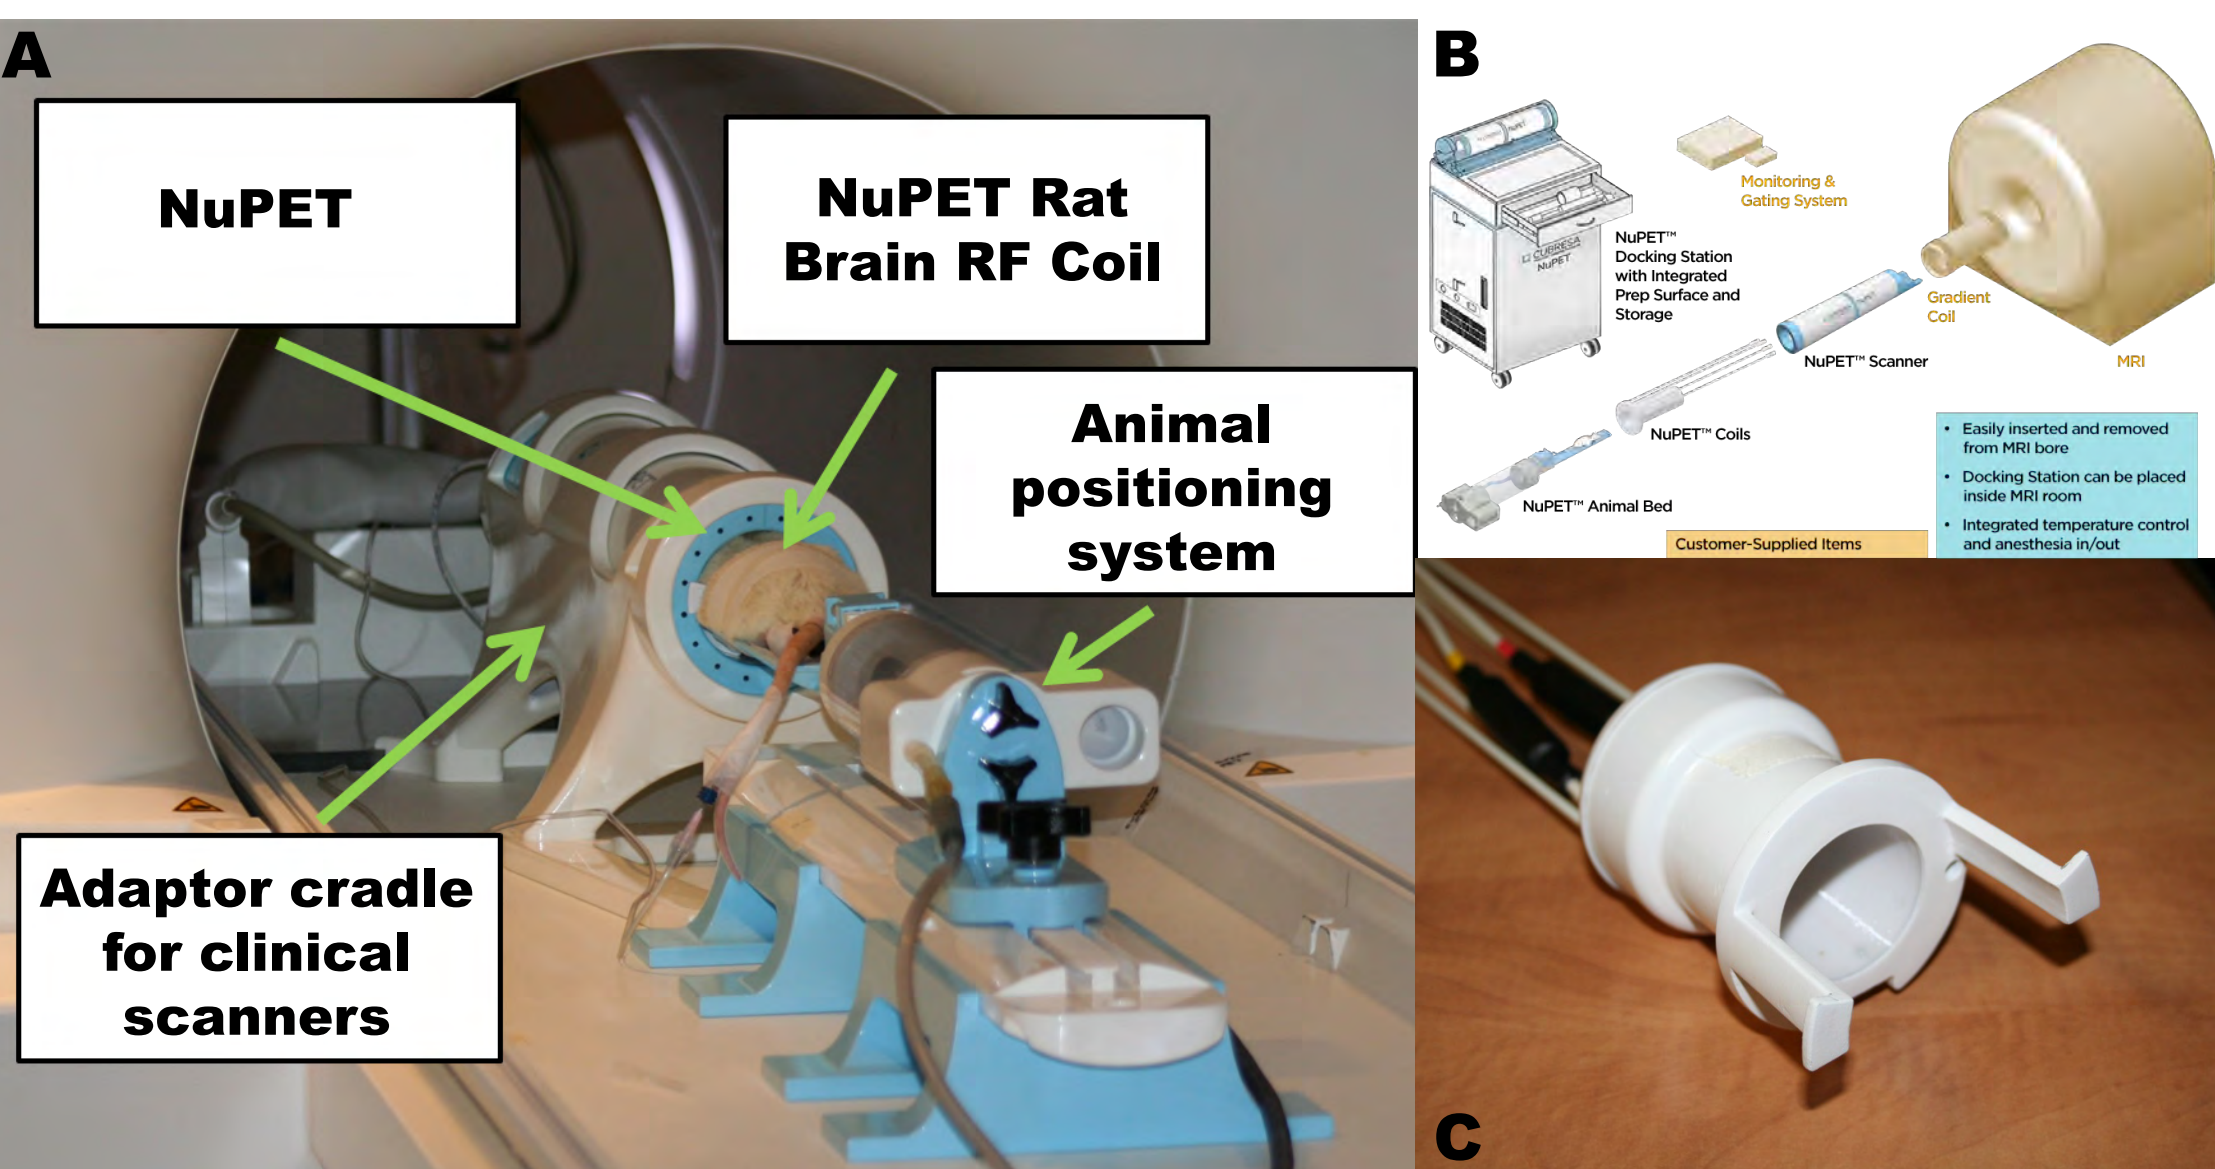 A
NuPET
NuPET Rat
Brain RF Coil
Animal
positioning
system
Adaptor cradle
for clinical
scanners
B
Monitoring &
Gating System
CUBRESA
NuPET
NuPET™
Docking Station
with Integrated
Prep Surface and
Storage
Gradient
Coil
MRI
NuPET™ Scanner
NuPET™ Coils
NuPET™ Animal Bed
Customer-Supplied Items
• Easily inserted and removed
from MRI bore
• Docking Station can be placed
inside MRI room
• Integrated temperature control
and anesthesia in/out
C